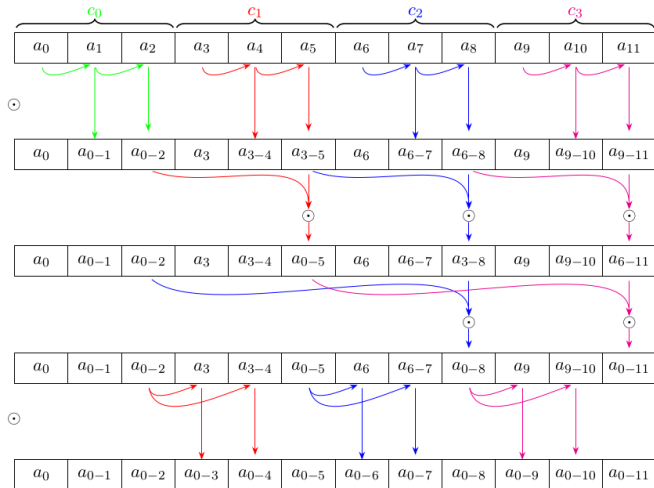 c₀ c₁ c₂ c₃
a₀ a₁ a₂ a₃ a₄ a₅ a₆ a₇ a₈ a₉ a₁₀ a₁₁
⊙
a₀ a₀₋₁ a₀₋₂ a₃ a₃₋₄ a₃₋₅ a₆ a₆₋₇ a₆₋₈ a₉ a₉₋₁₀ a₉₋₁₁
⊙ ⊙ ⊙
a₀ a₀₋₁ a₀₋₂ a₃ a₃₋₄ a₀₋₅ a₆ a₆₋₇ a₃₋₈ a₉ a₉₋₁₀ a₆₋₁₁
⊙ ⊙
a₀ a₀₋₁ a₀₋₂ a₃ a₃₋₄ a₀₋₅ a₆ a₆₋₇ a₀₋₈ a₉ a₉₋₁₀ a₀₋₁₁
⊙
a₀ a₀₋₁ a₀₋₂ a₀₋₃ a₀₋₄ a₀₋₅ a₀₋₆ a₀₋₇ a₀₋₈ a₀₋₉ a₀₋₁₀ a₀₋₁₁